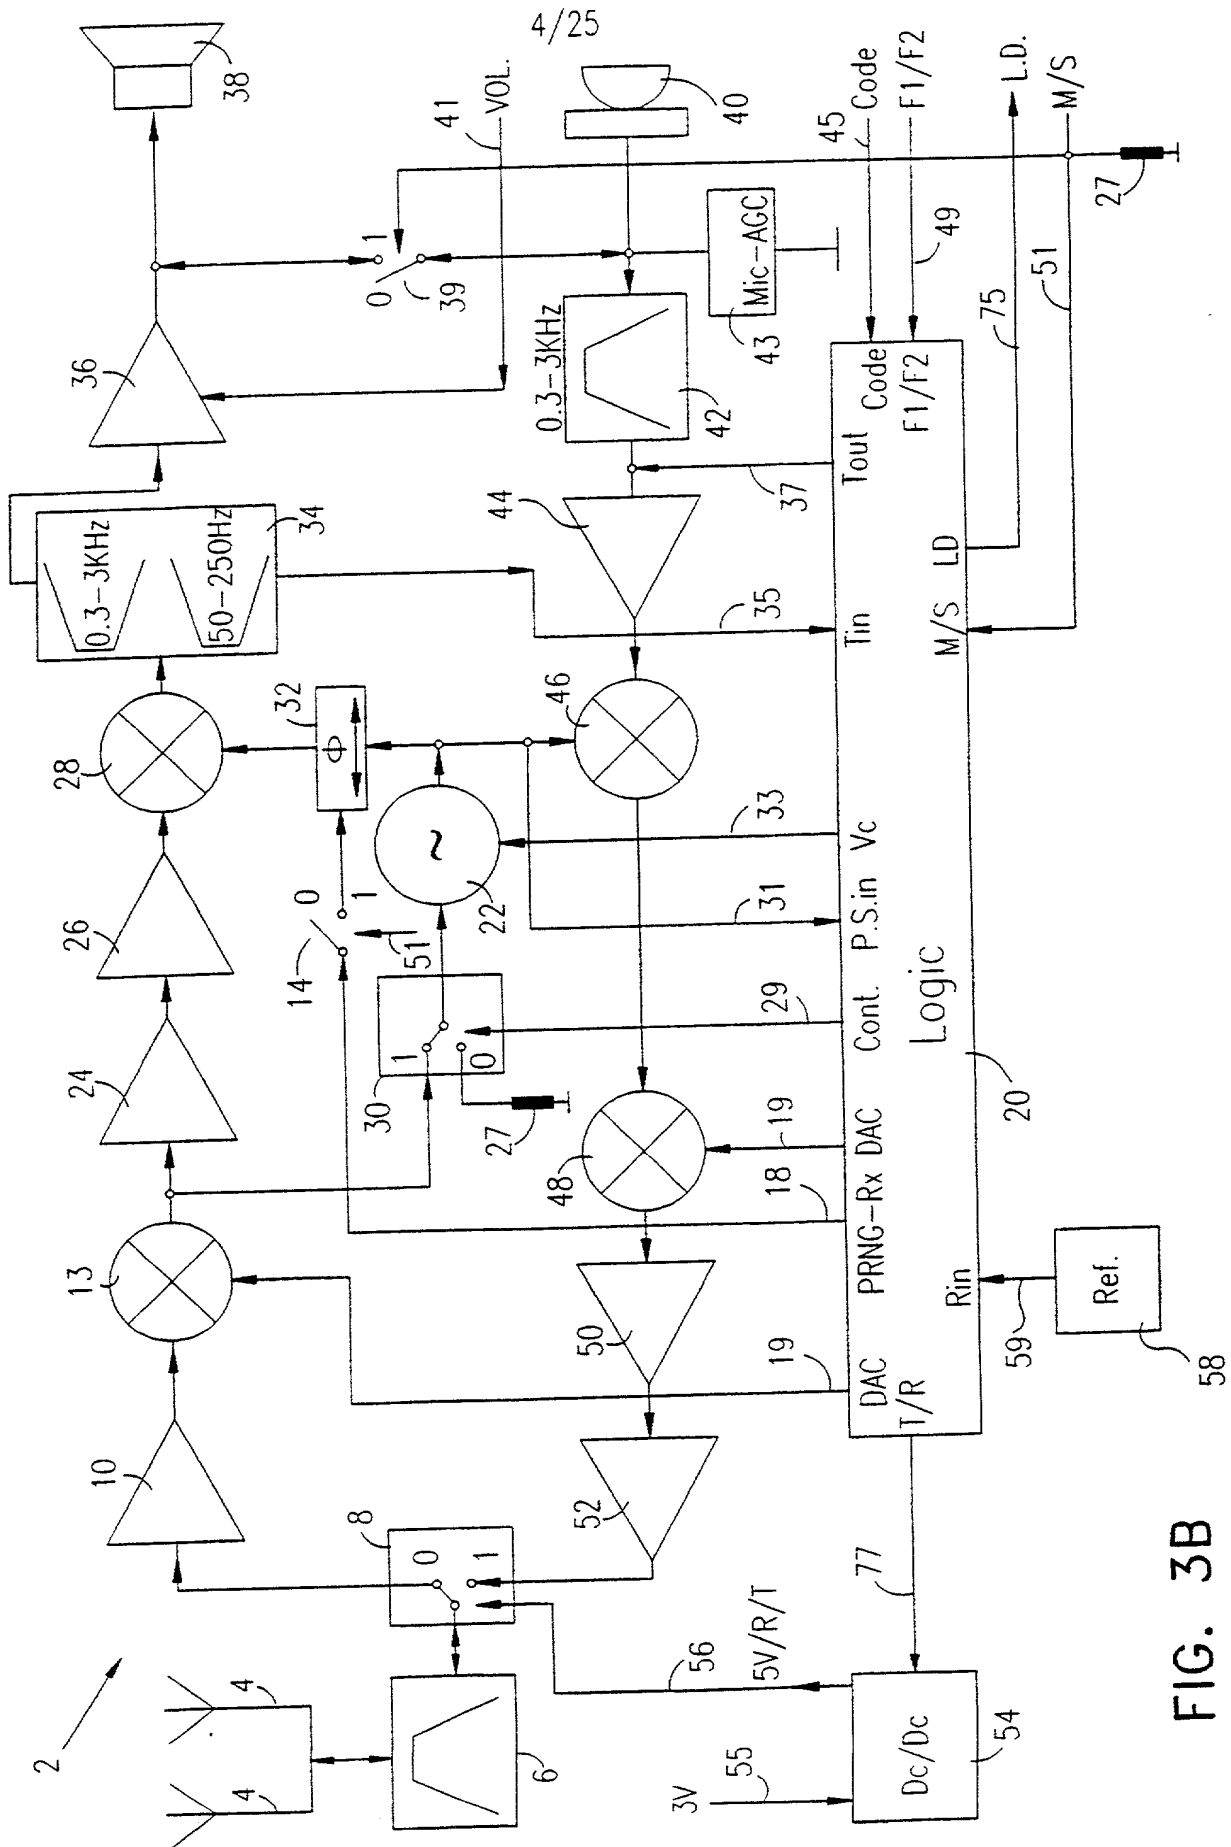 4/25
2
4
4
6
8
0
1
10
13
24
26
28
0.3-3KHz
50-250Hz
34
36
38
41
VOL.
40
1
0
39
Mic-AGC
43
0.3-3KHz
42
44
37
35
46
32
Φ
~
22
33
31
14
0
1
51
30
1
0
27
29
48
19
18
50
52
19
56
5V/R/T
3V
55
Dc/Dc
54
77
DAC
T/R
PRNG-Rx
DAC
Cont.
P.S.in
Vc
Tin
Tout
Code
F1/F2
M/S
LD
Rin
Logic
20
59
Ref.
58
45
Code
F1/F2
49
75
L.D.
51
M/S
27
FIG. 3B